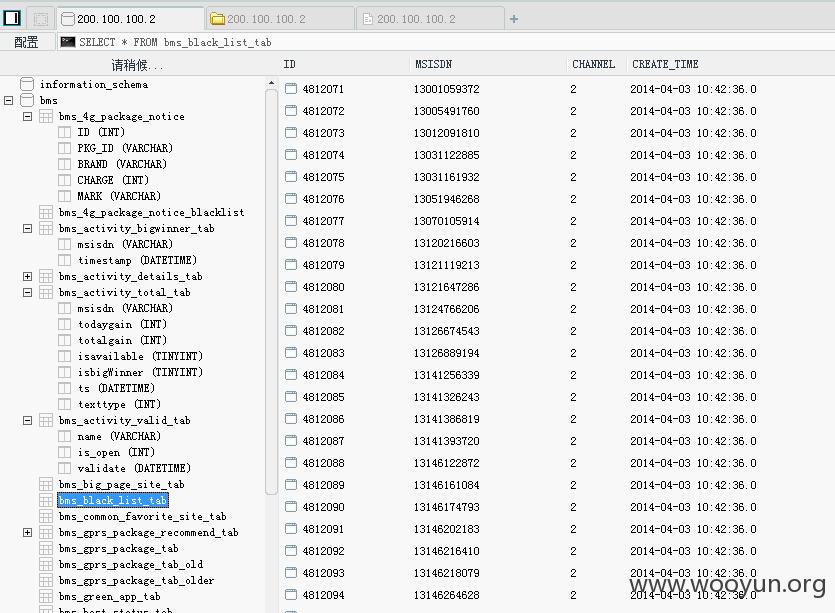 200.100.100.2 200.100.100.2 200.100.100.2 +
配置 SELECT * FROM bms_black_list_tab
请稍候...
information_schema
bms
bms_4g_package_notice
ID (INT)
PKG_ID (VARCHAR)
BRAND (VARCHAR)
CHARGE (INT)
MARK (VARCHAR)
bms_4g_package_notice_blacklist
bms_activity_bigwinner_tab
msisdn (VARCHAR)
timestamp (DATETIME)
bms_activity_details_tab
bms_activity_total_tab
msisdn (VARCHAR)
todaygain (INT)
totalgain (INT)
isavailable (TINYINT)
isbigWinner (TINYINT)
ts (DATETIME)
texttype (INT)
bms_activity_valid_tab
name (VARCHAR)
is_open (INT)
validate (DATETIME)
bms_big_page_site_tab
bms_black_list_tab
bms_common_favorite_site_tab
bms_gprs_package_recommend_tab
bms_gprs_package_tab
bms_gprs_package_tab_old
bms_gprs_package_tab_older
bms_green_app_tab
ID MSISDN CHANNEL CREATE_TIME
4812071 13001059372 2 2014-04-03 10:42:36.0
4812072 13005491760 2 2014-04-03 10:42:36.0
4812073 13012091810 2 2014-04-03 10:42:36.0
4812074 13031122885 2 2014-04-03 10:42:36.0
4812075 13031161932 2 2014-04-03 10:42:36.0
4812076 13051946268 2 2014-04-03 10:42:36.0
4812077 13070105914 2 2014-04-03 10:42:36.0
4812078 13120216603 2 2014-04-03 10:42:36.0
4812079 13121119213 2 2014-04-03 10:42:36.0
4812080 13121647286 2 2014-04-03 10:42:36.0
4812081 13124766206 2 2014-04-03 10:42:36.0
4812082 13126674543 2 2014-04-03 10:42:36.0
4812083 13126889194 2 2014-04-03 10:42:36.0
4812084 13141256339 2 2014-04-03 10:42:36.0
4812085 13141326243 2 2014-04-03 10:42:36.0
4812086 13141386819 2 2014-04-03 10:42:36.0
4812087 13141393720 2 2014-04-03 10:42:36.0
4812088 13146122872 2 2014-04-03 10:42:36.0
4812089 13146161084 2 2014-04-03 10:42:36.0
4812090 13146174793 2 2014-04-03 10:42:36.0
4812091 13146202183 2 2014-04-03 10:42:36.0
4812092 13146216410 2 2014-04-03 10:42:36.0
4812093 13146218079 2 2014-04-03 10:42:36.0
4812094 13146264628 2 2014-04-03 10:42:36.0
www.wooyun.org